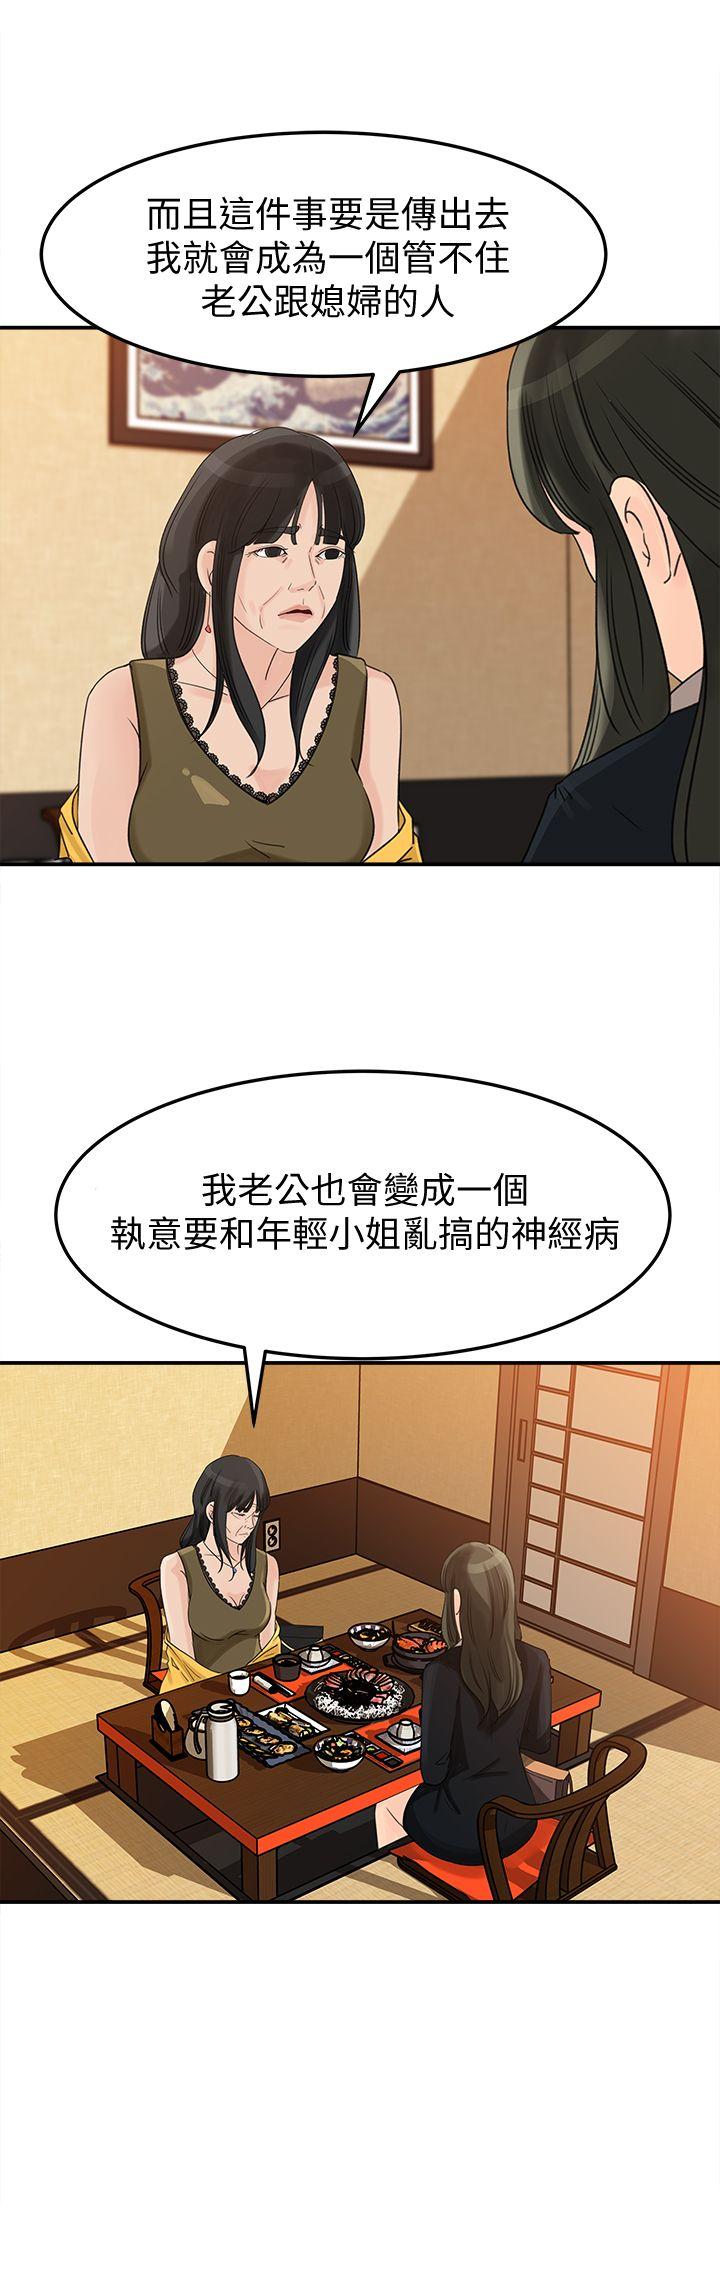 而且這件事要是傳出去
我就會成為一個管不住
老公跟媳婦的人
我老公也會變成一個
執意要和年輕小姐亂搞的神經病